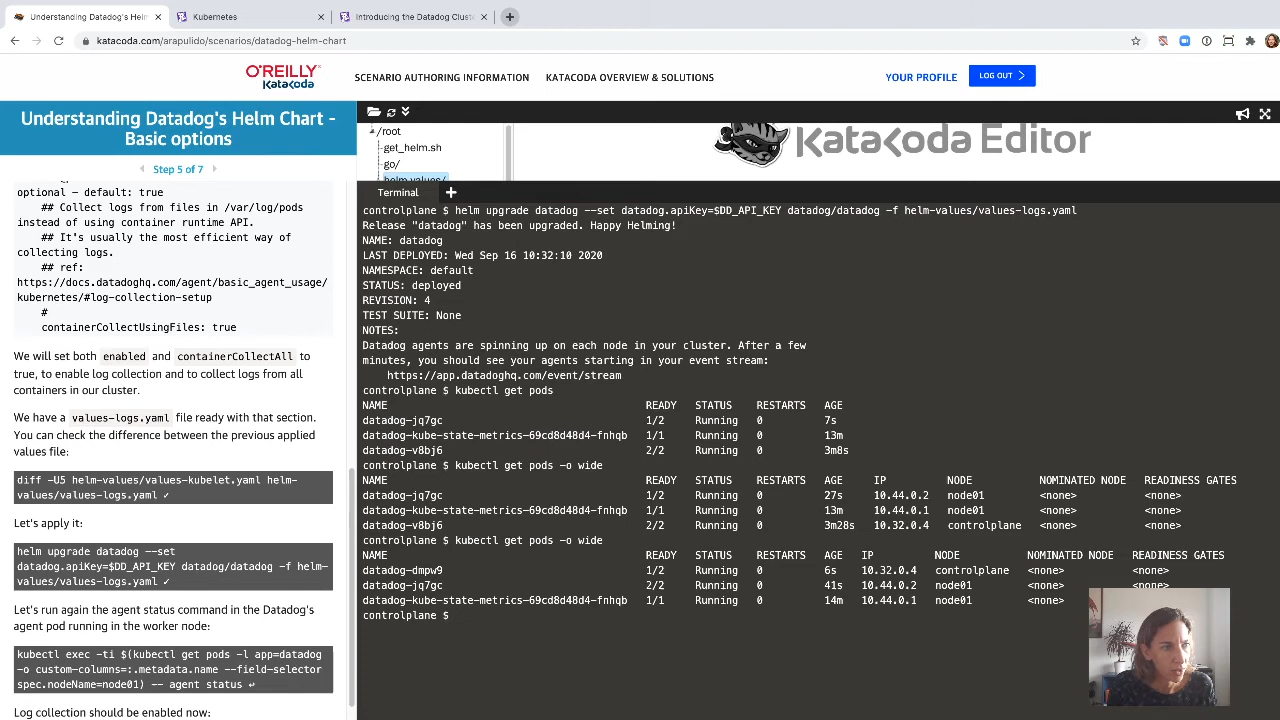 Understanding Datadog's Helm
Kubernetes
Introducing the Datadog Cluste
katacoda.com/arapulido/scenarios/datadog-helm-chart
O'REILLY
Katacoda
SCENARIO AUTHORING INFORMATION
KATACODA OVERVIEW & SOLUTIONS
YOUR PROFILE
LOG OUT
Understanding Datadog's Helm Chart -
Basic options
Step 5 of 7
optional – default: true
## Collect logs from files in /var/log/pods
instead of using container runtime API.
## It's usually the most efficient way of
collecting logs.
## ref:
https://docs.datadoghq.com/agent/basic_agent_usage/
kubernetes/#log-collection-setup
#
containerCollectUsingFiles: true
We will set both enabled and containerCollectAll to
true, to enable log collection and to collect logs from all
containers in our cluster.
We have a values-logs.yaml file ready with that section.
You can check the difference between the previous applied
values file:
diff -U5 helm-values/values-kubelet.yaml helm-
values/values-logs.yaml ✓
Let's apply it:
helm upgrade datadog --set
datadog.apiKey=$DD_API_KEY datadog/datadog -f helm-
values/values-logs.yaml ✓
Let's run again the agent status command in the Datadog's
agent pod running in the worker node:
kubectl exec -ti $(kubectl get pods -l app=datadog
-o custom-columns=:.metadata.name --field-selector
spec.nodeName=node01) -- agent status ↵
Log collection should be enabled now:
/root
get_helm.sh
go/
helm-values/
Katacoda Editor
Terminal
controlplane $ helm upgrade datadog --set datadog.apiKey=$DD_API_KEY datadog/datadog -f helm-values/values-logs.yaml
Release "datadog" has been upgraded. Happy Helming!
NAME: datadog
LAST DEPLOYED: Wed Sep 16 10:32:10 2020
NAMESPACE: default
STATUS: deployed
REVISION: 4
TEST SUITE: None
NOTES:
Datadog agents are spinning up on each node in your cluster. After a few
minutes, you should see your agents starting in your event stream:
https://app.datadoghq.com/event/stream
controlplane $ kubectl get pods
NAME READY STATUS RESTARTS AGE
datadog-jq7gc 1/2 Running 0 7s
datadog-kube-state-metrics-69cd8d48d4-fnhqb 1/1 Running 0 13m
datadog-v8bj6 2/2 Running 0 3m8s
controlplane $ kubectl get pods -o wide
NAME READY STATUS RESTARTS AGE IP NODE NOMINATED NODE READINESS GATES
datadog-jq7gc 1/2 Running 0 27s 10.44.0.2 node01 <none> <none>
datadog-kube-state-metrics-69cd8d48d4-fnhqb 1/1 Running 0 13m 10.44.0.1 node01 <none> <none>
datadog-v8bj6 2/2 Running 0 3m28s 10.32.0.4 controlplane <none> <none>
controlplane $ kubectl get pods -o wide
NAME READY STATUS RESTARTS AGE IP NODE NOMINATED NODE READINESS GATES
datadog-dmpw9 1/2 Running 0 6s 10.32.0.4 controlplane <none> <none>
datadog-jq7gc 2/2 Running 0 41s 10.44.0.2 node01 <none> <none>
datadog-kube-state-metrics-69cd8d48d4-fnhqb 1/1 Running 0 14m 10.44.0.1 node01 <none>
controlplane $